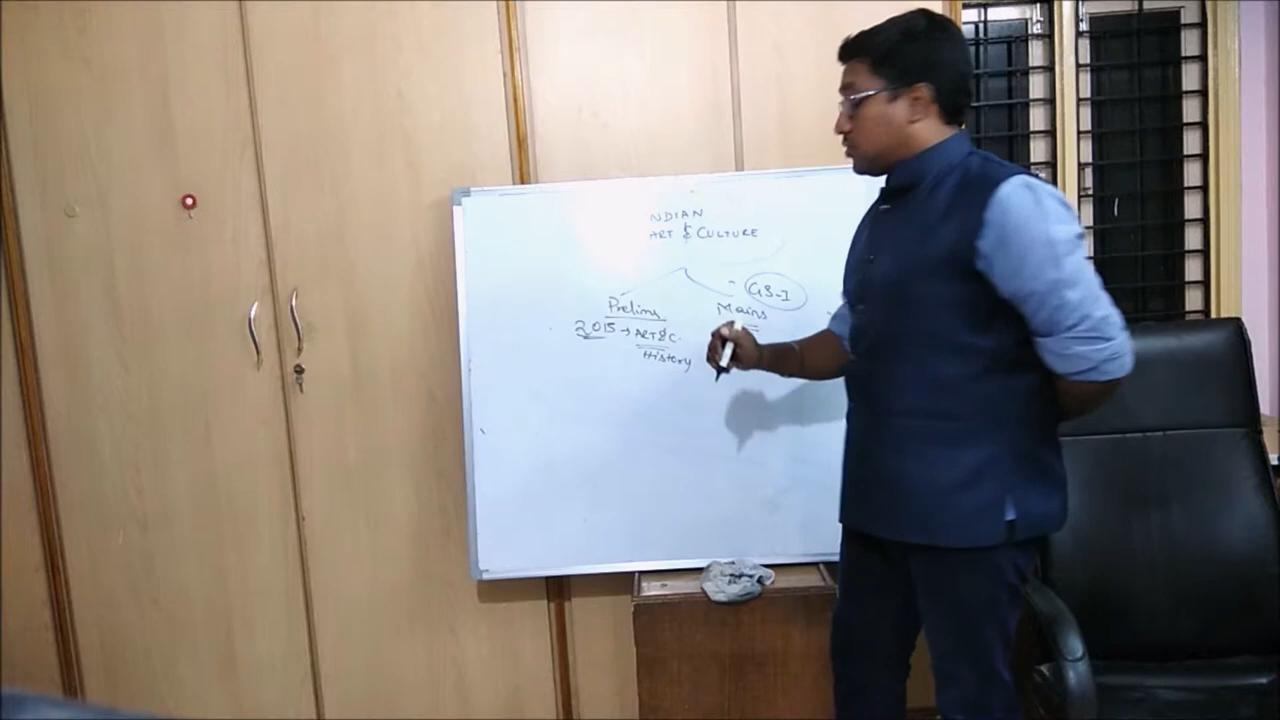 NDIAN
ART & CULTURE
GS-I
Prelims Mains
2015 → ART & C.
History